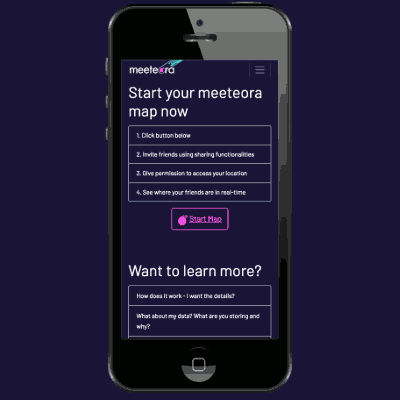 meeteora
Start your meeteora
map now
1. Click button below
2. Invite friends using sharing functionalities
3. Give permission to access your location
4. See where your friends are in real-time
Start Map
Want to learn more?
How does it work - I want the details?
What about my data? What are you storing and
why?